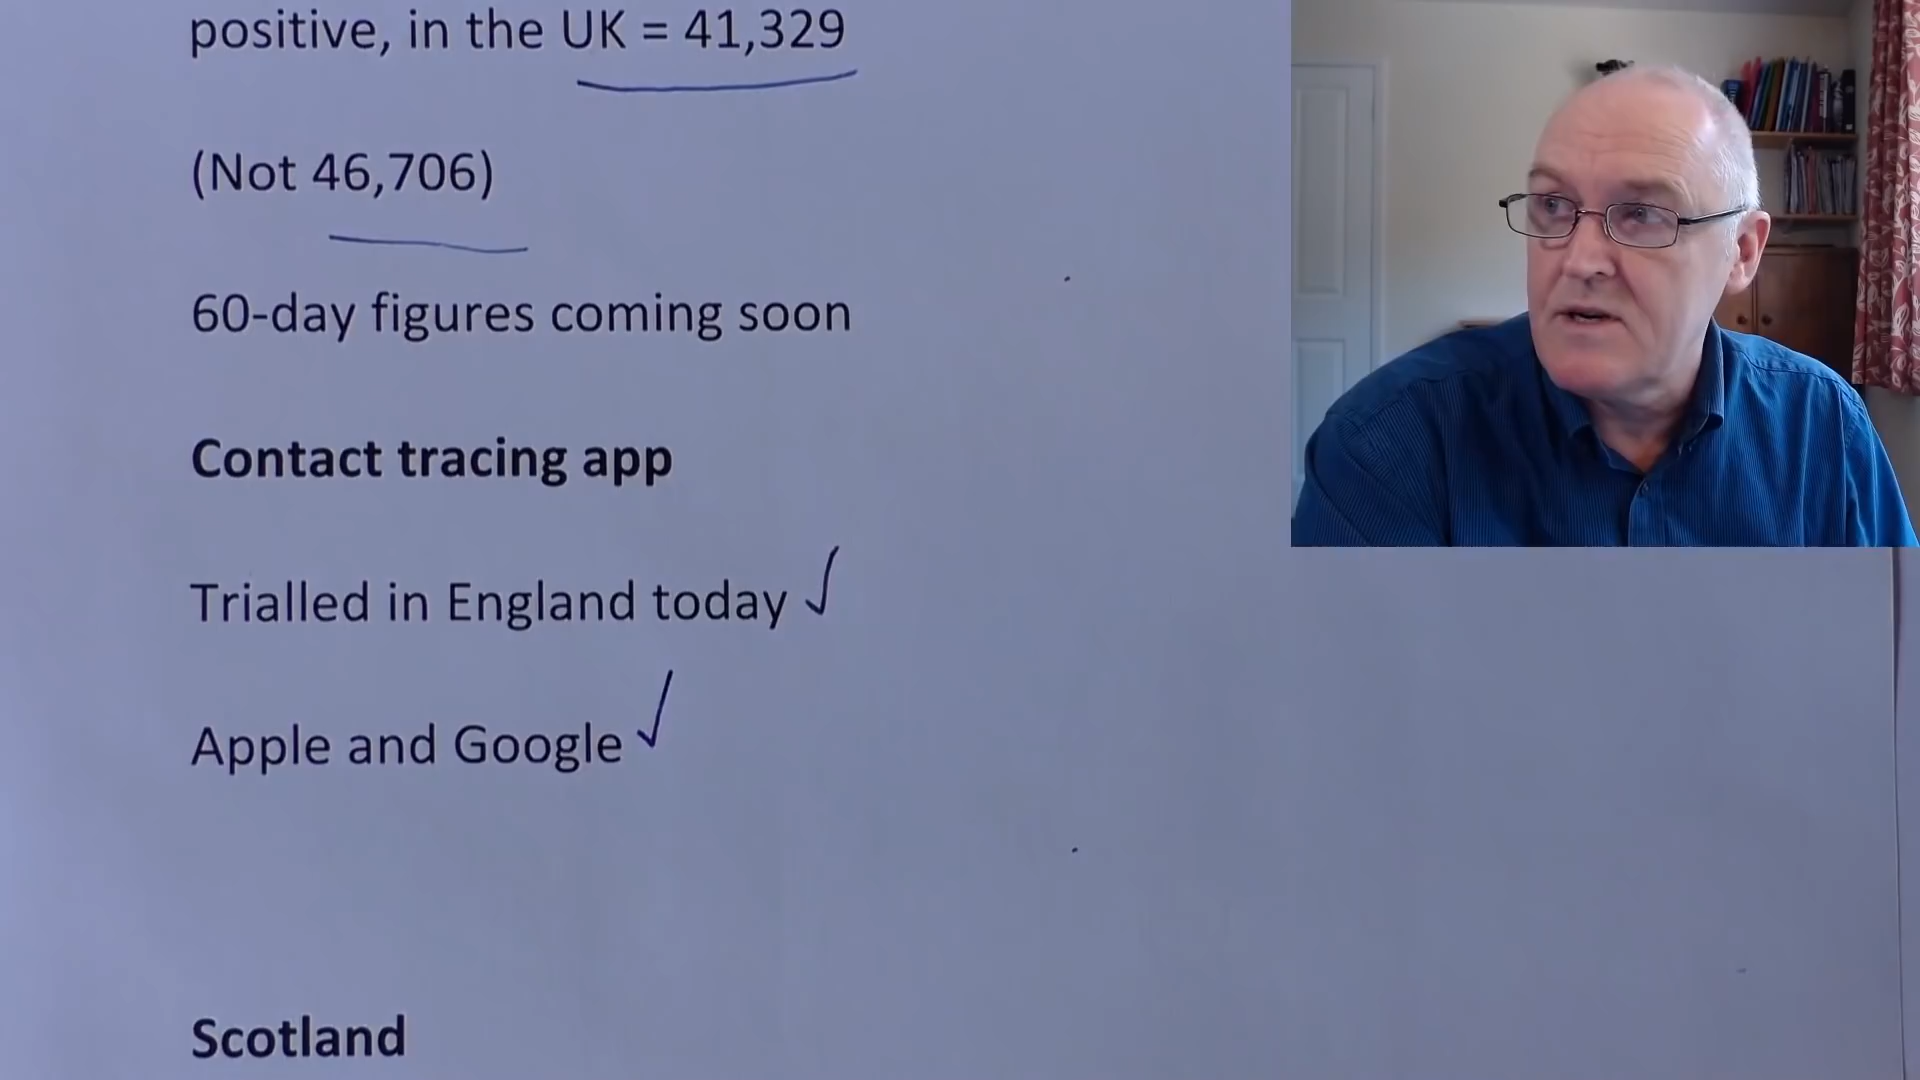 positive, in the UK = 41,329
(Not 46,706)
60-day figures coming soon
Contact tracing app
Trialled in England today
Apple and Google
Scotland